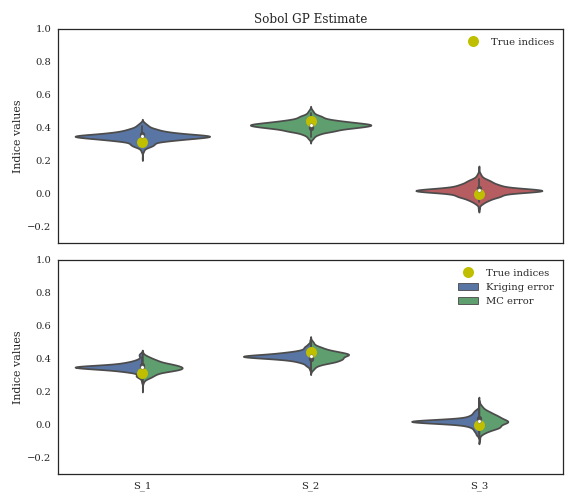 Sobol GP Estimate
1.0
0.8
0.6
0.4
0.2
0.0
−0.2
Indice values
True indices
1.0
0.8
0.6
0.4
0.2
0.0
−0.2
Indice values
True indices
Kriging error
MC error
S_1
S_2
S_3